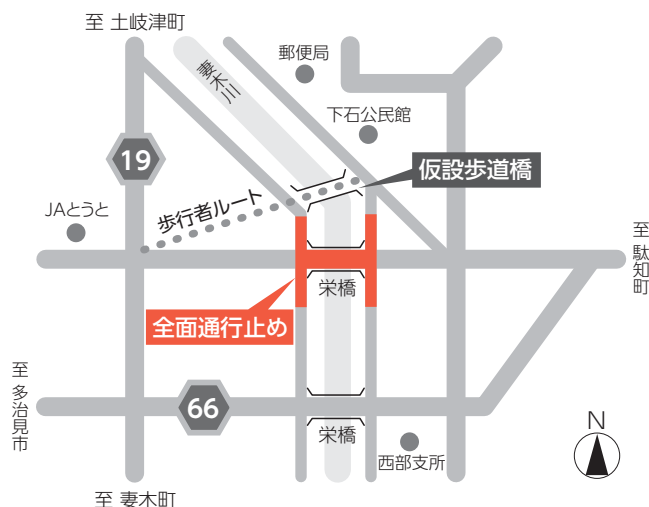 至 土岐津町
郵便局
妻木川
下石公民館
19
仮設歩道橋
歩行者ルート
JAとうと
至 駄知町
栄橋
全面通行止め
至 多治見市
66
栄橋
西部支所
N
至 妻木町